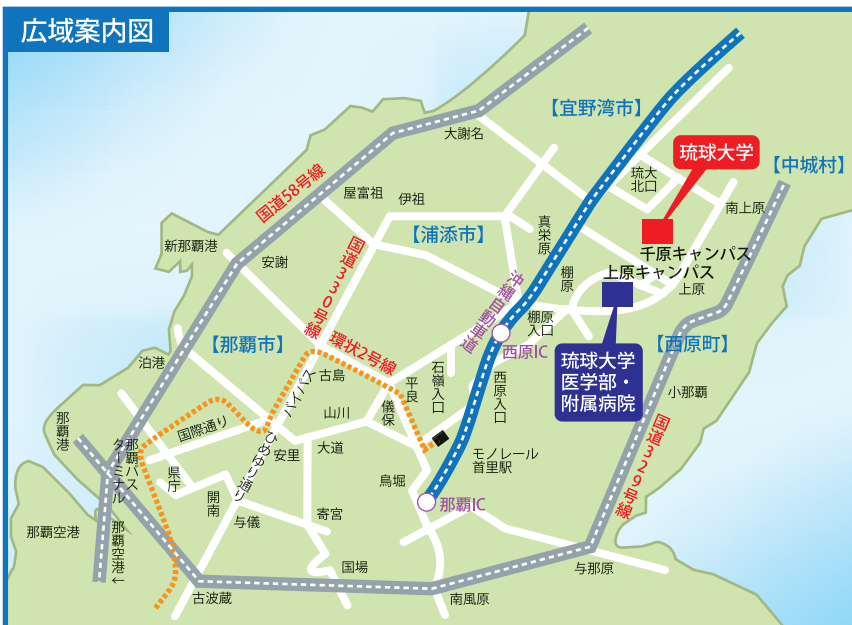 広域案内図
【宜野湾市】
大謝名
琉球大学
【中城村】
琉大
北口
国道58号線
屋富祖
伊祖
南上原
真栄原
【浦添市】
新那覇港
安謝
国道330号線
千原キャンパス
上原キャンパス
棚原
上原
沖縄自動車道
棚原
入口
【那覇市】
環状2号線
西原IC
【西原町】
泊港
古島
平良
石嶺入口
西原入口
琉球大学
医学部・
附属病院
小那覇
バイパス
山川
儀保
那覇港
国際通り
ひめゆり通り
安里
大道
モノレール
首里駅
国道329号線
那覇バス
ターミナル
県庁
開南
鳥堀
那覇IC
与儀
寄宮
那覇空港
那覇空港←
国場
与那原
古波蔵
南風原